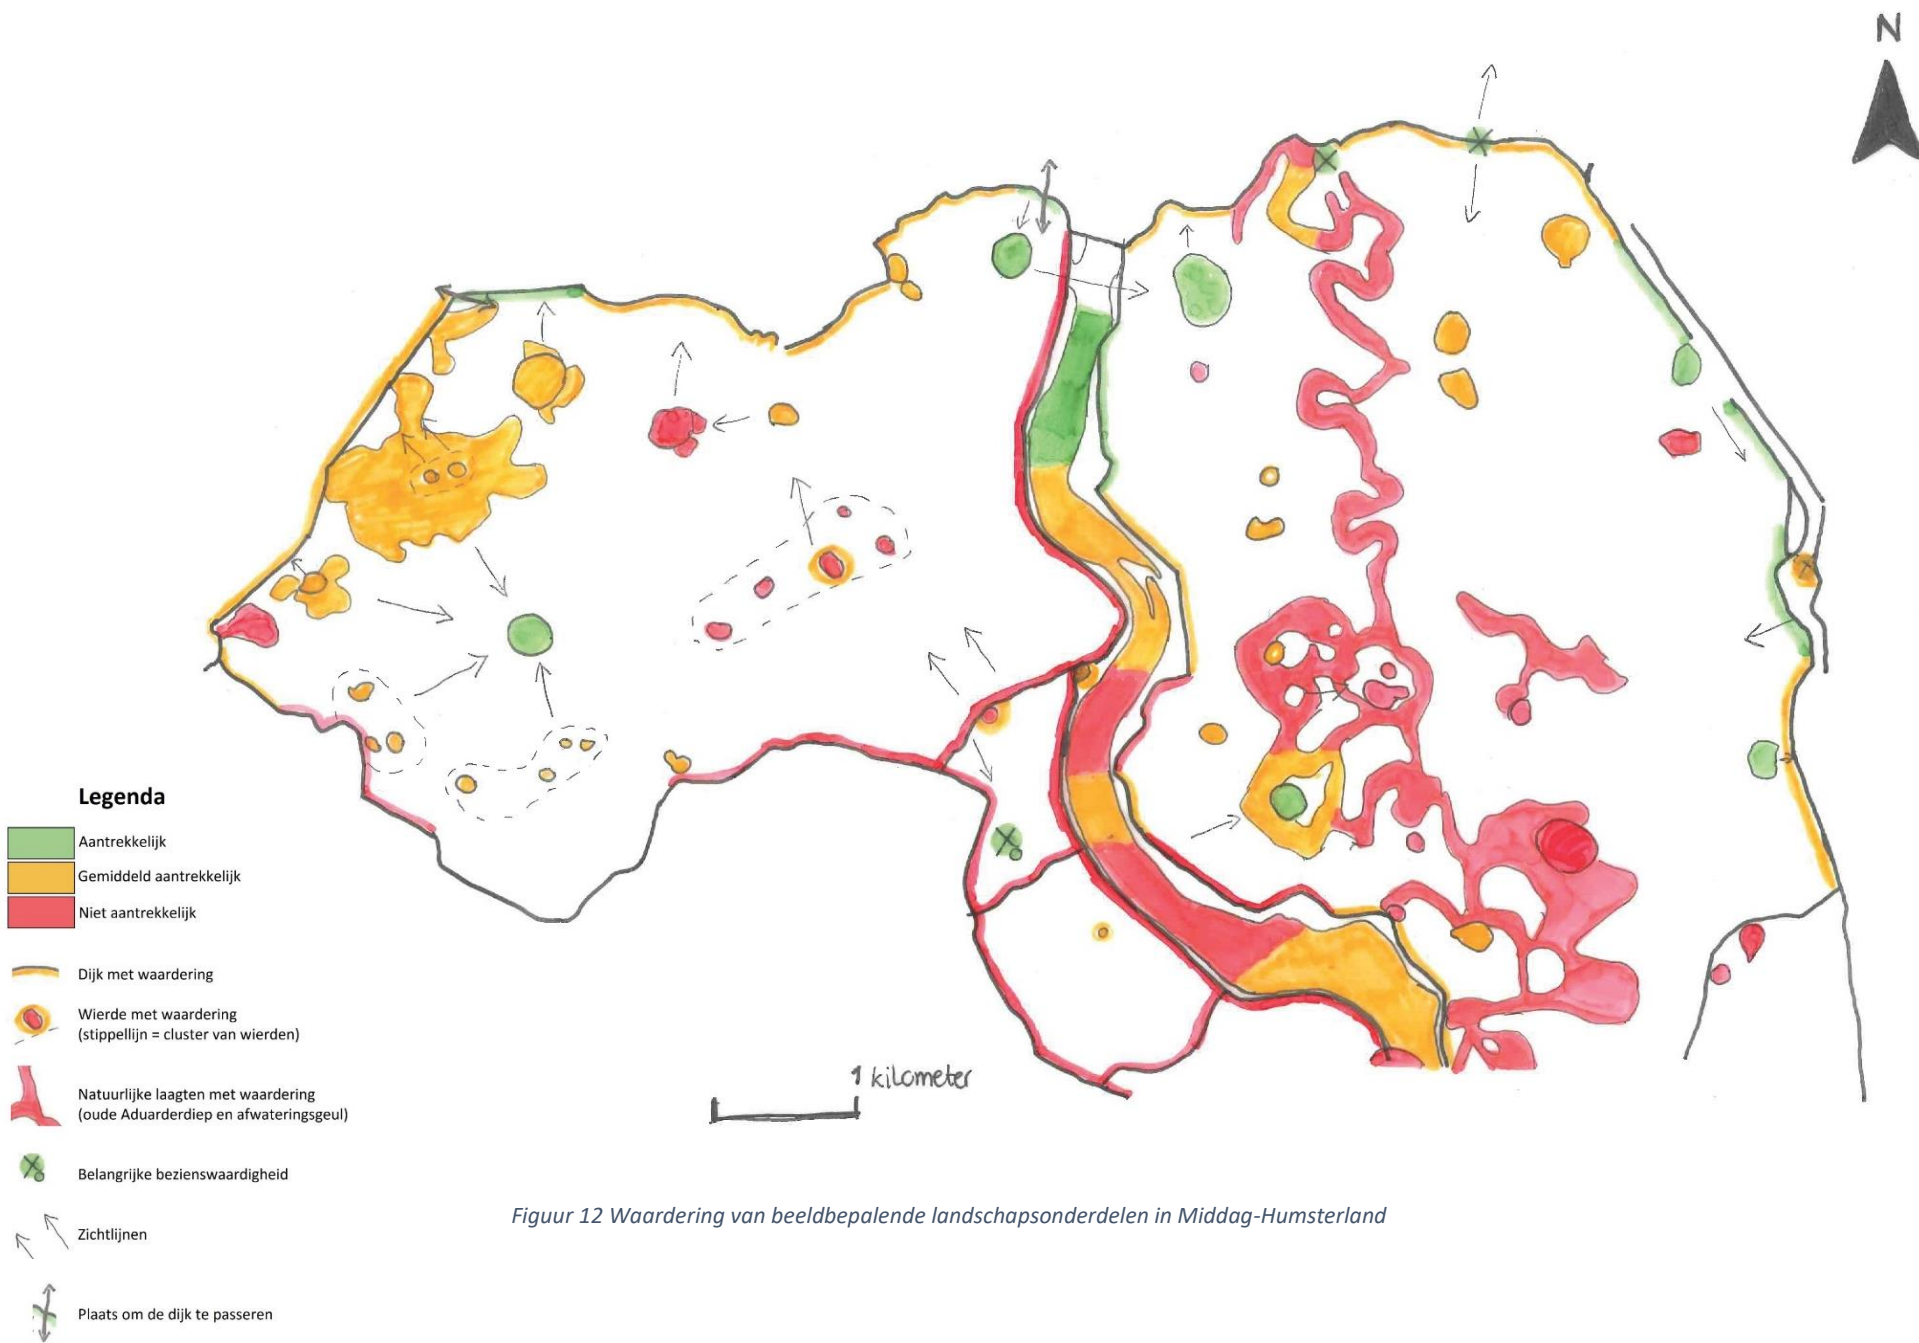 N
Legenda
Aantrekkelijk
Gemiddeld aantrekkelijk
Niet aantrekkelijk
Dijk met waardering
Wierde met waardering
(stippellijn = cluster van wierden)
Natuurlijke laagten met waardering
(oude Aduarderdiep en afwateringsgeul)
Belangrijke bezienswaardigheid
Zichtlijnen
Plaats om de dijk te passeren
1 kilometer
Figuur 12 Waardering van beeldbepalende landschapsonderdelen in Middag-Humsterland